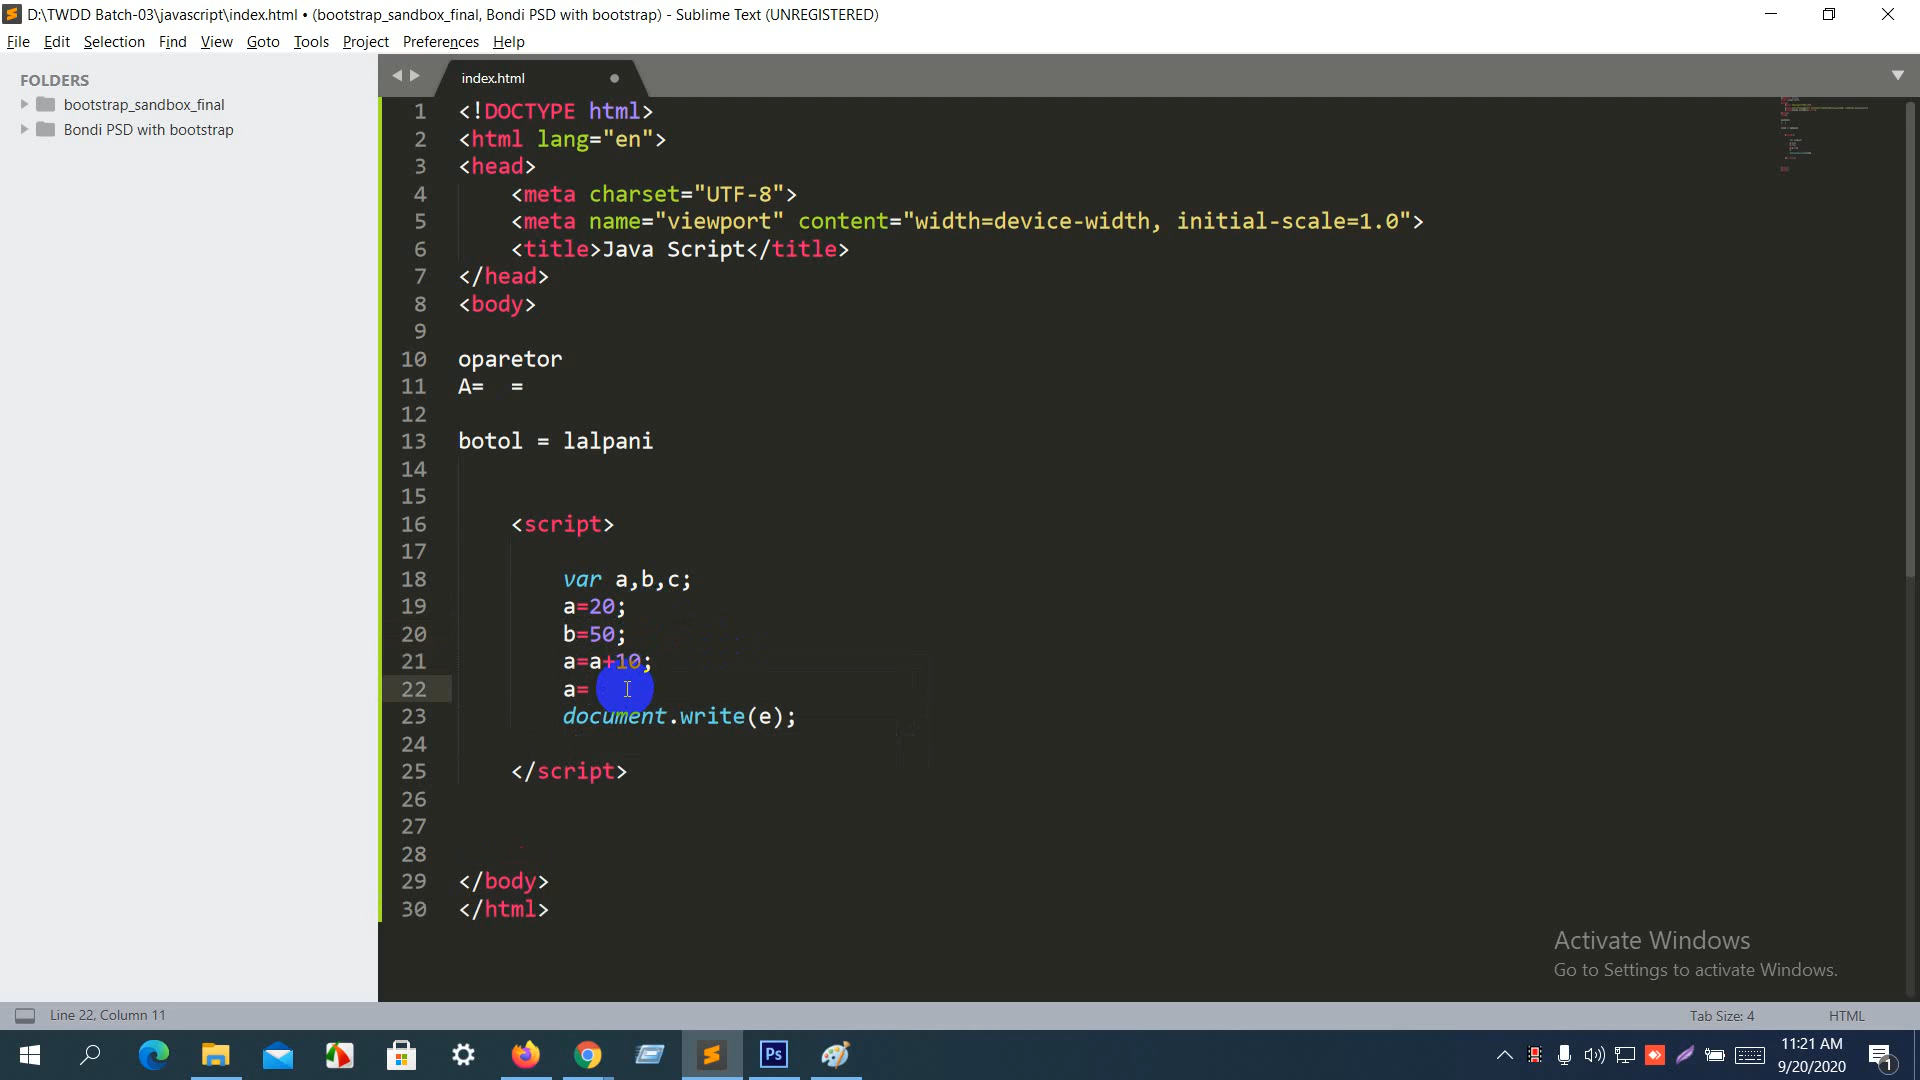 D:\TWDD Batch-03\javascript\index.html • (bootstrap_sandbox_final, Bondi PSD with bootstrap) - Sublime Text (UNREGISTERED)
File Edit Selection Find View Goto Tools Project Preferences Help
FOLDERS
bootstrap_sandbox_final
Bondi PSD with bootstrap
index.html
1 <!DOCTYPE html>
2 <html lang="en">
3 <head>
4 <meta charset="UTF-8">
5 <meta name="viewport" content="width=device-width, initial-scale=1.0">
6 <title>Java Script</title>
7 </head>
8 <body>
9
10 oparetor
11 A= =
12
13 botol = lalpani
14
15
16 <script>
17
18 var a,b,c;
19 a=20;
20 b=50;
21 a=a+10;
22 a=
23 document.write(e);
24
25 </script>
26
27
28
29 </body>
30 </html>
Activate Windows
Go to Settings to activate Windows.
Line 22, Column 11
Tab Size: 4
HTML
Ps
11:21 AM
9/20/2020
1